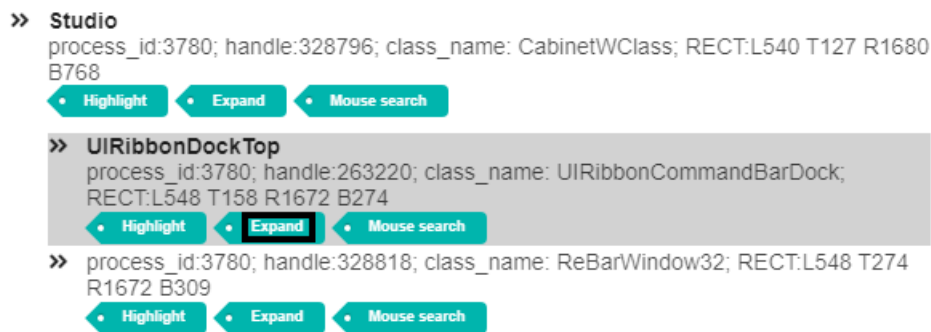 Studio
process_id:3780; handle:328796; class_name: CabinetWClass; RECT:L540 T127 R1680
B768
Highlight Expand Mouse search
UIRibbonDockTop
process_id:3780; handle:263220; class_name: UIRibbonCommandBarDock;
RECT:L548 T158 R1672 B274
Highlight Expand Mouse search
process_id:3780; handle:328818; class_name: ReBarWindow32; RECT:L548 T274
R1672 B309
Highlight Expand Mouse search